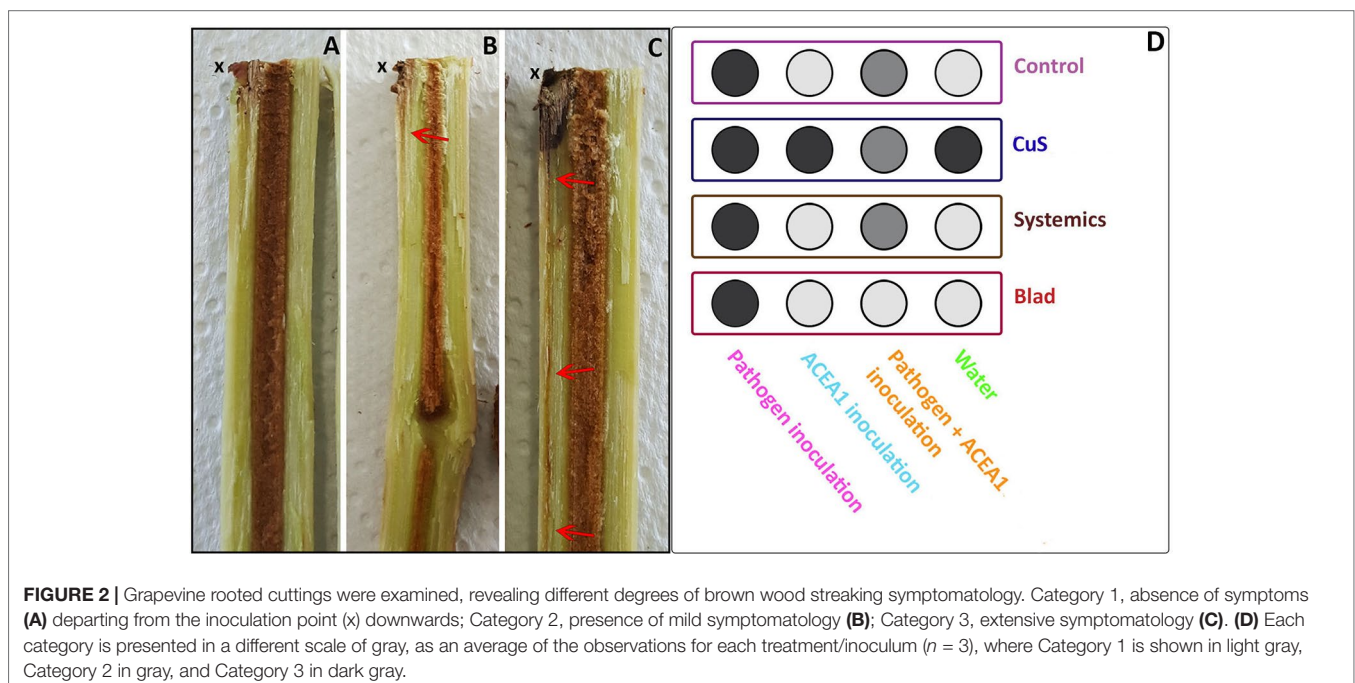 A
B
C
D
x
x
x
Control
CuS
Systemics
Blad
Pathogen inoculation
ACEA1 inoculation
Pathogen + ACEA1
inoculation
Water
FIGURE 2 | Grapevine rooted cuttings were examined, revealing different degrees of brown wood streaking symptomatology. Category 1, absence of symptoms
(A) departing from the inoculation point (x) downwards; Category 2, presence of mild symptomatology (B); Category 3, extensive symptomatology (C). (D) Each
category is presented in a different scale of gray, as an average of the observations for each treatment/inoculum (n = 3), where Category 1 is shown in light gray,
Category 2 in gray, and Category 3 in dark gray.